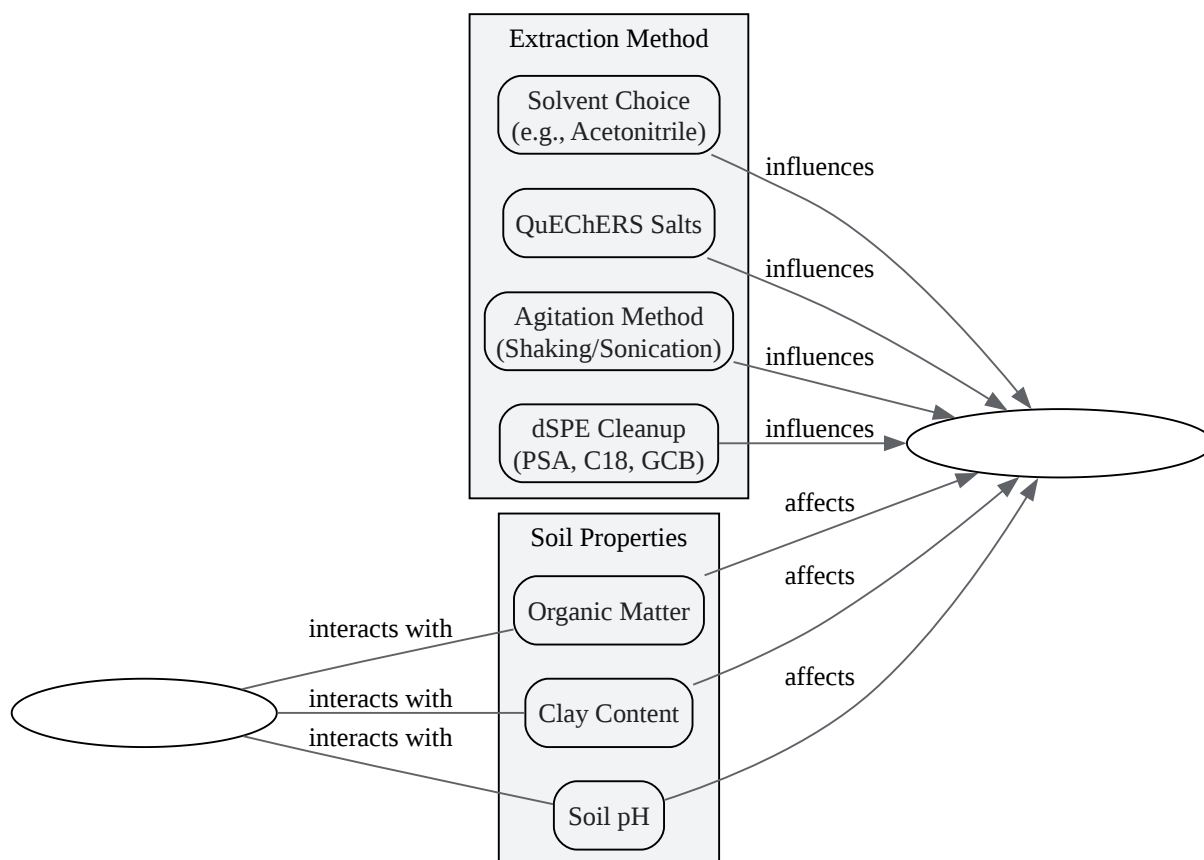 Extraction Method
Solvent Choice
(e.g., Acetonitrile)
influences
QuEChERS Salts
influences
Agitation Method
(Shaking/Sonication)
influences
dSPE Cleanup
(PSA, C18, GCB)
influences
Soil Properties
affects
Organic Matter
interacts with
affects
Clay Content
interacts with
affects
Soil pH
interacts with